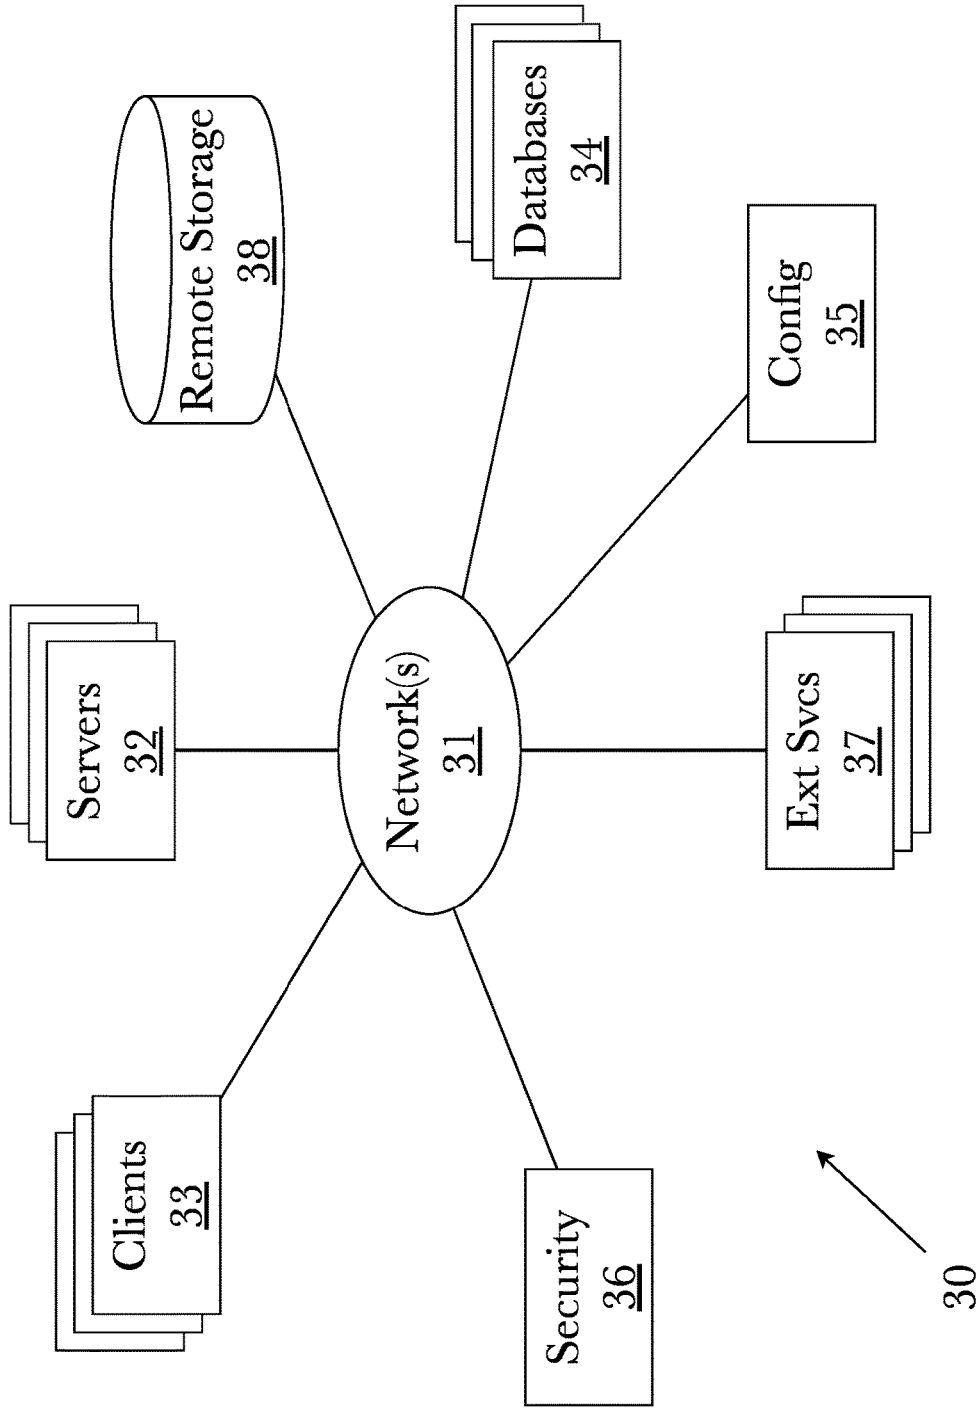 Servers
32
Clients
33
Remote Storage
38
Network(s)
31
Databases
34
Security
36
Ext Svcs
37
Config
35
30